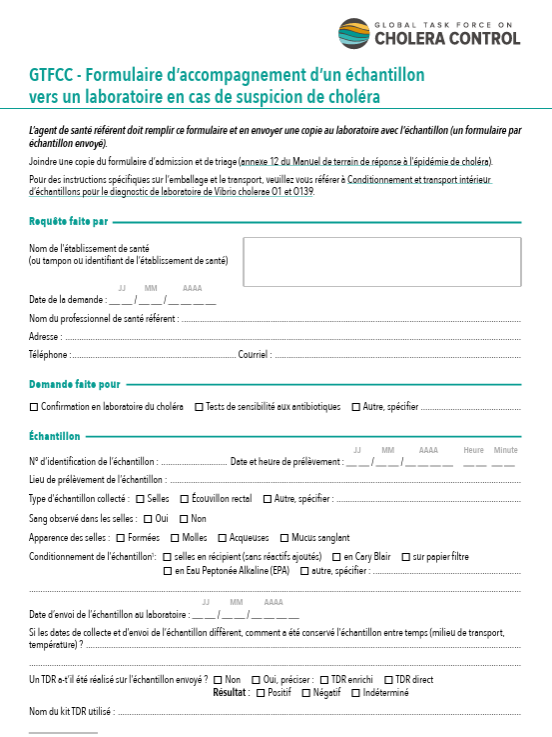 GLOBAL TASK FORCE ON
CHOLERA CONTROL
GTFCC - Formulaire d'accompagnement d'un échantillon
vers un laboratoire en cas de suspicion de choléra
L'agent de santé référent doit remplir ce formulaire et en envoyer une copie au laboratoire avec l'échantillon (un formulaire par
échantillon envoyé).
Joindre une copie du formulaire d'admission et de triage (annexe 12 du Manuel de terrain de réponse à l'épidémie de choléra).
Pour des instructions spécifiques sur l'emballage et le transport, veuillez vous référer à Conditionnement et transport intérieur
d'échantillons pour le diagnostic de laboratoire de Vibrio cholerae O1 et O139.
Requête faite par
Nom de l'établissement de santé
(ou tampon ou identifiant de l'établissement de santé)
JJ MM AAAA
Date de la demande : __ __ / __ __ / __ __ __ __
Nom du professionnel de santé référent :
Adresse :
Téléphone : Courriel :
Demande faite pour
☐ Confirmation en laboratoire du choléra ☐ Tests de sensibilité aux antibiotiques ☐ Autre, spécifier
Échantillon
JJ MM AAAA Heure Minute
N° d'identification de l'échantillon : Date et heure de prélèvement : __ __ / __ __ / __ __ __ __ __ __ __ __
Lieu de prélèvement de l'échantillon :
Type d'échantillon collecté : ☐ Selles ☐ Écouvillon rectal ☐ Autre, spécifier :
Sang observé dans les selles : ☐ Oui ☐ Non
Apparence des selles : ☐ Formées ☐ Molles ☐ Aqueuses ☐ Mucus sanglant
Conditionnement de l'échantillon¹: ☐ selles en récipient (sans réactifs ajoutés) ☐ en Cary Blair ☐ sur papier filtre
☐ en Eau Peptonée Alkaline (EPA) ☐ autre, spécifier :
JJ MM AAAA
Date d'envoi de l'échantillon au laboratoire : __ __ / __ __ / __ __ __ __
Si les dates de collecte et d'envoi de l'échantillon diffèrent, comment a été conservé l'échantillon entre temps (milieu de transport,
température) ?
Un TDR a-t'il été réalisé sur l'échantillon envoyé ? ☐ Non ☐ Oui, préciser : ☐ TDR enrichi ☐ TDR direct
Résultat : ☐ Positif ☐ Négatif ☐ Indéterminé
Nom du kit TDR utilisé :